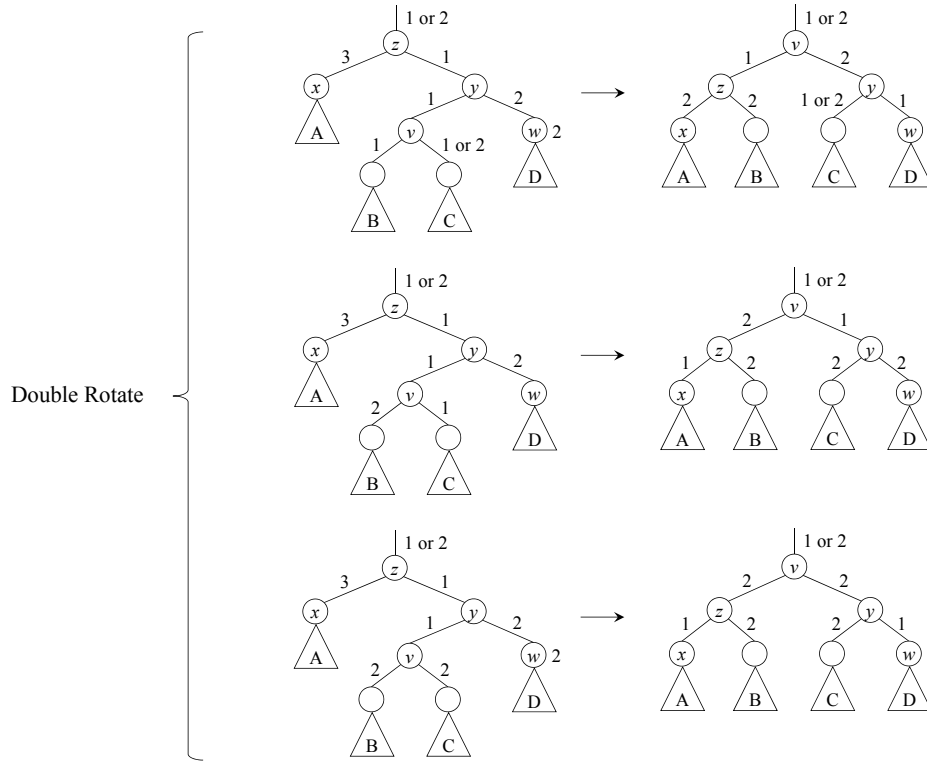 1 or 2 1 or 2
z v
3 1 1 2
x y z y
1 2 2 2 1 or 2 1
A v w 2 x w
1 1 or 2
D A B C D
B C
1 or 2 1 or 2
z v
3 1 2 1
x y z y
1 2 1 2 2 2
Double Rotate
A v w x w
2 1
D A B C D
B C
1 or 2 1 or 2
z v
3 1 2 2
x y z y
1 2 1 2 2 1
A v w 2 x w
2 2
D A B C D
B C